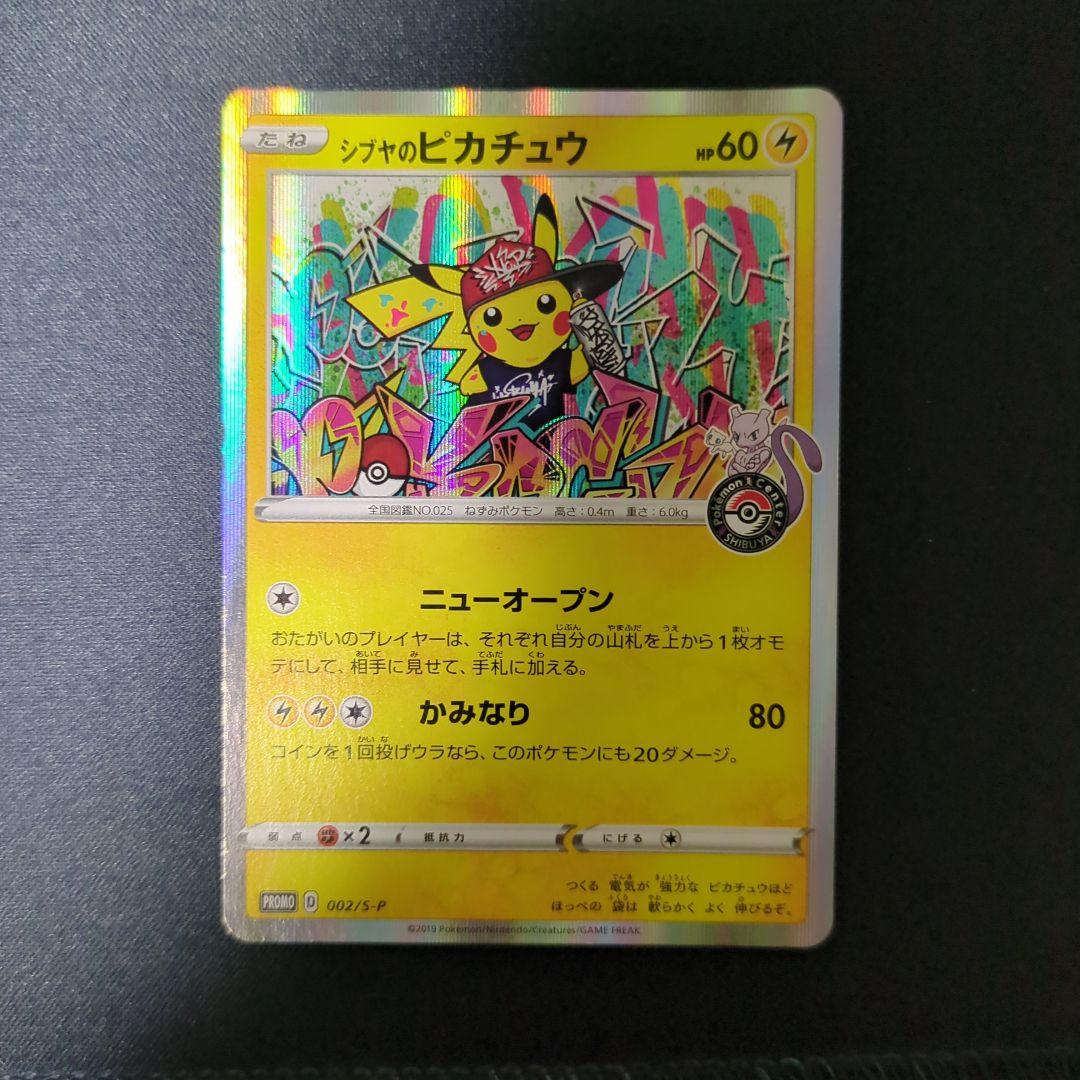 たね
シブヤのピカチュウ
HP60
全国図鑑NO.025 ねずみポケモン 高さ:0.4m 重さ:6.0kg
Pokémon Center
SHIBUYA
ニューオープン
おたがいのプレイヤーは、それぞれ自分の山札を上から1枚オモ
テにして、相手に見せて、手札に加える。
かみなり 80
コインを1回投げウラなら、このポケモンにも20ダメージ。
弱点 ×2 抵抗力 にげる
つくる 電気が 強力な ピカチュウほど
ほっぺの 袋は 軟らかく よく 伸びるぞ。
PROMO D 002/S-P
©2019 Pokémon/Nintendo/Creatures/GAME FREAK.